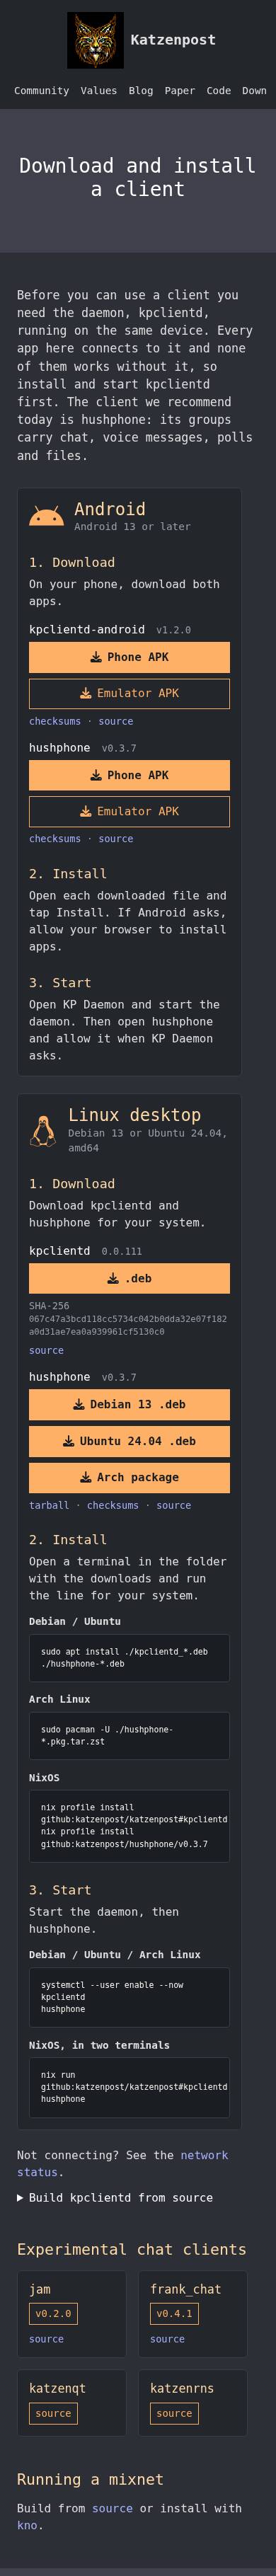 Katzenpost
Community Values Blog Paper Code Down
Download and install
a client
Before you can use a client you
need the daemon, kpclientd,
running on the same device. Every
app here connects to it and none
of them works without it, so
install and start kpclientd
first. The client we recommend
today is hushphone: its groups
carry chat, voice messages, polls
and files.
Android
Android 13 or later
1. Download
On your phone, download both
apps.
kpclientd-android v1.2.0
Phone APK
Emulator APK
checksums · source
hushphone v0.3.7
Phone APK
Emulator APK
checksums · source
2. Install
Open each downloaded file and
tap Install. If Android asks,
allow your browser to install
apps.
3. Start
Open KP Daemon and start the
daemon. Then open hushphone
and allow it when KP Daemon
asks.
Linux desktop
Debian 13 or Ubuntu 24.04,
amd64
1. Download
Download kpclientd and
hushphone for your system.
kpclientd 0.0.111
.deb
SHA-256
067c47a3bcd118cc5734c042b0dda32e07f182
a0d31ae7ea0a939961cf5130c0
source
hushphone v0.3.7
Debian 13 .deb
Ubuntu 24.04 .deb
Arch package
tarball · checksums · source
2. Install
Open a terminal in the folder
with the downloads and run
the line for your system.
Debian / Ubuntu
sudo apt install ./kpclientd_*.deb
./hushphone-*.deb
Arch Linux
sudo pacman -U ./hushphone-
*.pkg.tar.zst
NixOS
nix profile install
github:katzenpost/katzenpost#kpclientd
nix profile install
github:katzenpost/hushphone/v0.3.7
3. Start
Start the daemon, then
hushphone.
Debian / Ubuntu / Arch Linux
systemctl --user enable --now
kpclientd
hushphone
NixOS, in two terminals
nix run
github:katzenpost/katzenpost#kpclientd
hushphone
Not connecting? See the network
status.
Build kpclientd from source
Experimental chat clients
jam
v0.2.0
source
frank_chat
v0.4.1
source
katzenqt
source
katzenrns
source
Running a mixnet
Build from source or install with
kno.